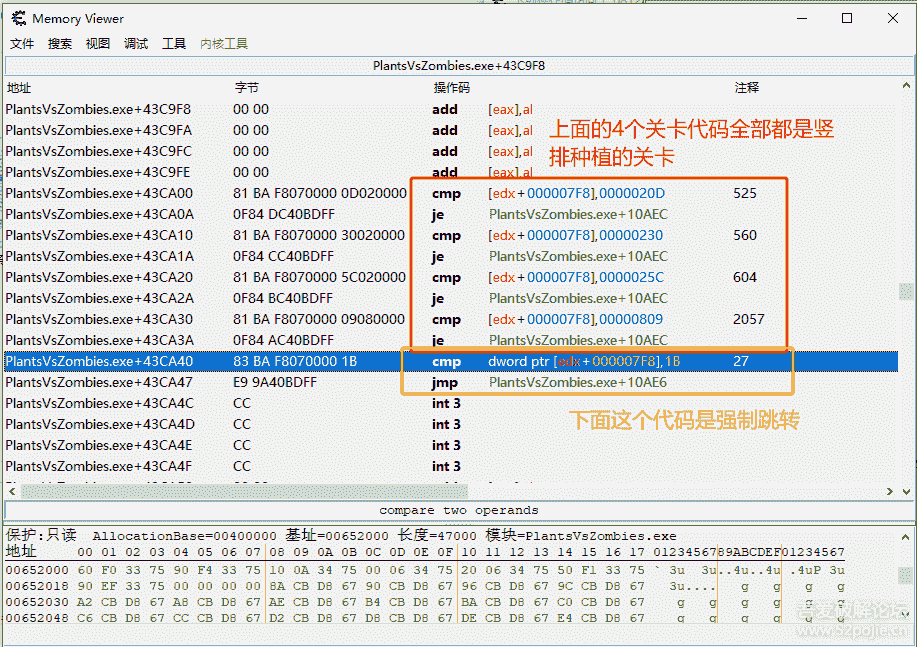 Memory Viewer
文件 搜索 视图 调试 工具 内核工具
PlantsVsZombies.exe+43C9F8
地址 字节 操作码 注释
PlantsVsZombies.exe+43C9F8 00 00 add [eax],al
PlantsVsZombies.exe+43C9FA 00 00 add [eax],al
PlantsVsZombies.exe+43C9FC 00 00 add [eax],al
PlantsVsZombies.exe+43C9FE 00 00 add [eax],al
上面的4个关卡代码全部都是竖
排种植的关卡
PlantsVsZombies.exe+43CA00 81 BA F8070000 0D020000 cmp [edx+000007F8],0000020D 525
PlantsVsZombies.exe+43CA0A 0F84 DC40BDFF je PlantsVsZombies.exe+10AEC
PlantsVsZombies.exe+43CA10 81 BA F8070000 30020000 cmp [edx+000007F8],00000230 560
PlantsVsZombies.exe+43CA1A 0F84 CC40BDFF je PlantsVsZombies.exe+10AEC
PlantsVsZombies.exe+43CA20 81 BA F8070000 5C020000 cmp [edx+000007F8],0000025C 604
PlantsVsZombies.exe+43CA2A 0F84 BC40BDFF je PlantsVsZombies.exe+10AEC
PlantsVsZombies.exe+43CA30 81 BA F8070000 09080000 cmp [edx+000007F8],00000809 2057
PlantsVsZombies.exe+43CA3A 0F84 AC40BDFF je PlantsVsZombies.exe+10AEC
PlantsVsZombies.exe+43CA40 83 BA F8070000 1B cmp dword ptr [edx+000007F8],1B 27
PlantsVsZombies.exe+43CA47 E9 9A40BDFF jmp PlantsVsZombies.exe+10AE6
PlantsVsZombies.exe+43CA4C CC int 3
PlantsVsZombies.exe+43CA4D CC int 3
PlantsVsZombies.exe+43CA4E CC int 3
PlantsVsZombies.exe+43CA4F CC int 3
下面这个代码是强制跳转
compare two operands
保护:只读 AllocationBase=00400000 基址=00652000 长度=47000 模块=PlantsVsZombies.exe
地址 00 01 02 03 04 05 06 07 08 09 0A 0B 0C 0D 0E 0F 10 11 12 13 14 15 16 17 0123456789ABCDEF01234567
00652000 60 F0 33 75 90 F4 33 75 10 0A 34 75 00 06 34 75 20 06 34 75 50 F1 33 75 ` 3u 3u..4u..4u .4uP 3u
00652018 90 EF 33 75 00 00 00 00 8A CB D8 67 90 CB D8 67 96 CB D8 67 9C CB D8 67 3u.... g g g g
00652030 A2 CB D8 67 A8 CB D8 67 AE CB D8 67 B4 CB D8 67 BA CB D8 67 C0 CB D8 67 g g g g g g
00652048 C6 CB D8 67 CC CB D8 67 D2 CB D8 67 D8 CB D8 67 DE CB D8 67 E4 CB D8 67 g g g g g g
吾爱破解论坛
www.52pojie.cn